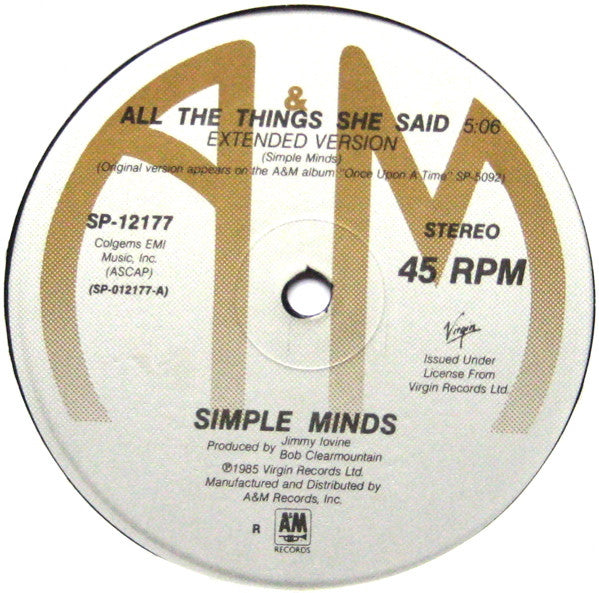 &
ALL THE THINGS SHE SAID 5:06
EXTENDED VERSION
(Simple Minds)
(Original version appears on the A&M album "Once Upon A Time" SP-5092)
SP-12177
Colgems EMI
Music, Inc.
(ASCAP)
(SP-012177-A)
STEREO
45 RPM
Virgin
Issued Under
License From
Virgin Records Ltd.
SIMPLE MINDS
Produced by Jimmy Iovine
Bob Clearmountain
℗1985 Virgin Records Ltd.
Manufactured and Distributed by
A&M Records, Inc.
R
A&M
RECORDS
A M